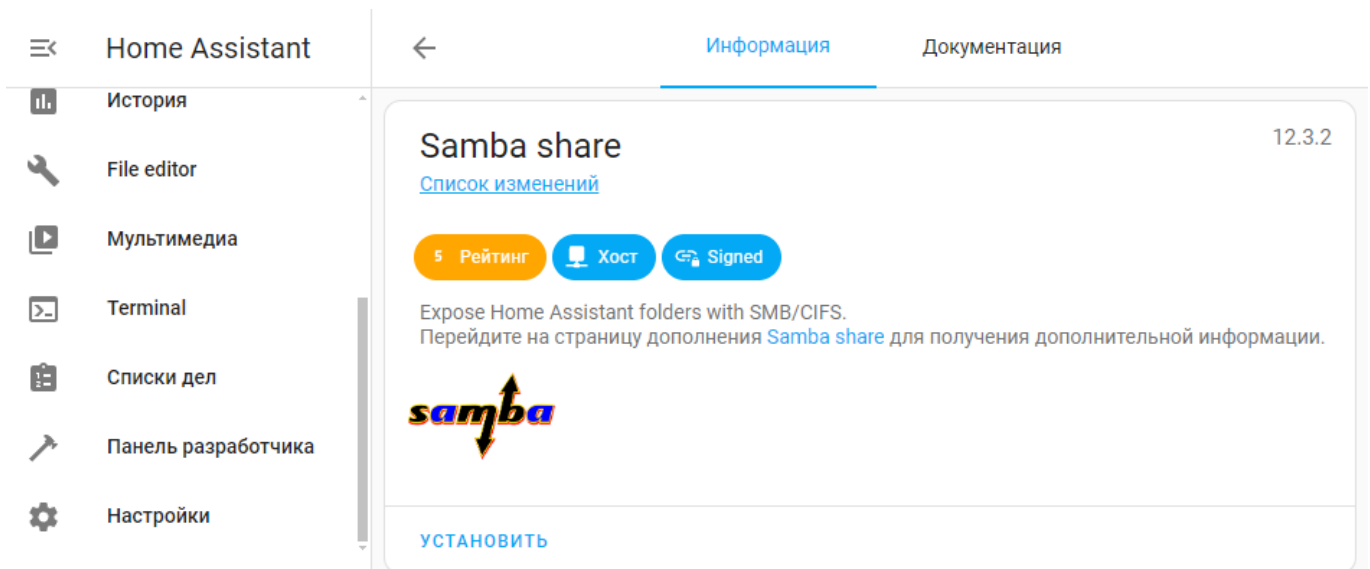 Home Assistant
Информация
Документация
История
File editor
Мультимедиа
Terminal
Списки дел
Панель разработчика
Настройки
Samba share
12.3.2
Список изменений
5 Рейтинг
Хост
Signed
Expose Home Assistant folders with SMB/CIFS.
Перейдите на страницу дополнения Samba share для получения дополнительной информации.
samba
УСТАНОВИТЬ